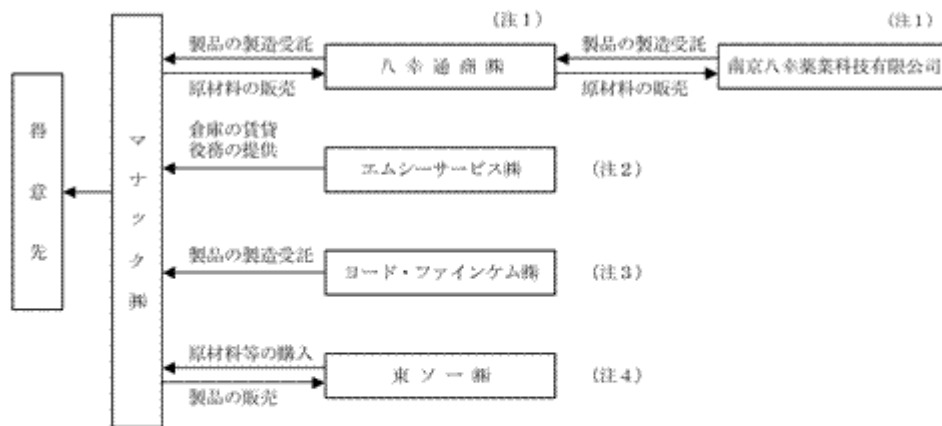 (注1)
(注1)
製品の製造受託
製品の製造受託
八幸通商㈱
南京八幸薬業科技有限公司
原材料の販売
原材料の販売
得意先
マナック㈱
倉庫の賃貸
役務の提供
エムシーサービス㈱
(注2)
製品の製造受託
ヨード・ファインケム㈱
(注3)
原材料等の購入
東ソー㈱
(注4)
製品の販売